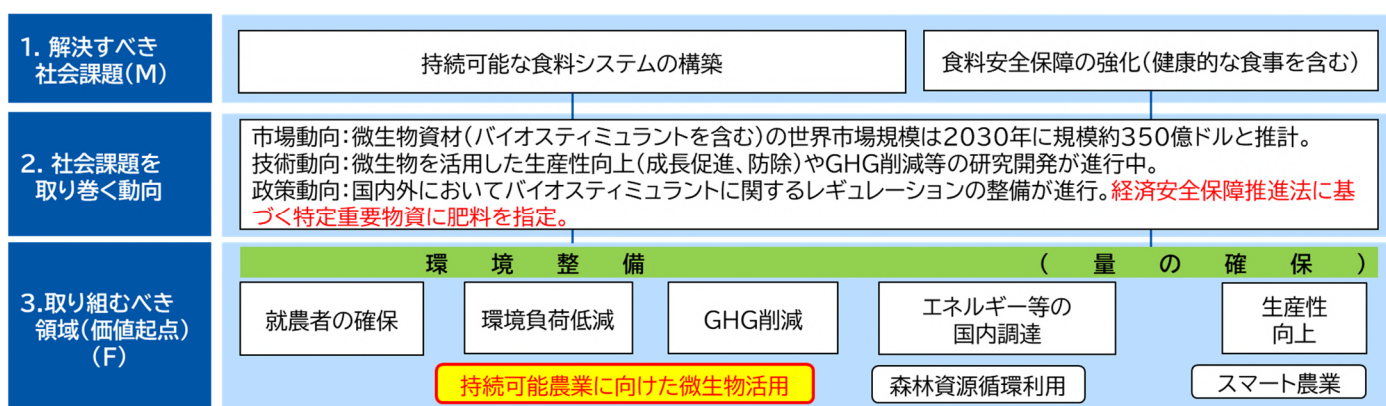 1. 解決すべき
社会課題(M)
持続可能な食料システムの構築
食料安全保障の強化(健康的な食事を含む)
2. 社会課題を
取り巻く動向
市場動向:微生物資材(バイオスティミュラントを含む)の世界市場規模は2030年に規模約350億ドルと推計。
技術動向:微生物を活用した生産性向上(成長促進、防除)やGHG削減等の研究開発が進行中。
政策動向:国内外においてバイオスティミュラントに関するレギュレーションの整備が進行。経済安全保障推進法に基
づく特定重要物資に肥料を指定。
3.取り組むべき
領域(価値起点)
(F)
環境整備(量の確保)
就農者の確保
環境負荷低減
GHG削減
エネルギー等の
国内調達
生産性
向上
持続可能農業に向けた微生物活用
森林資源循環利用
スマート農業